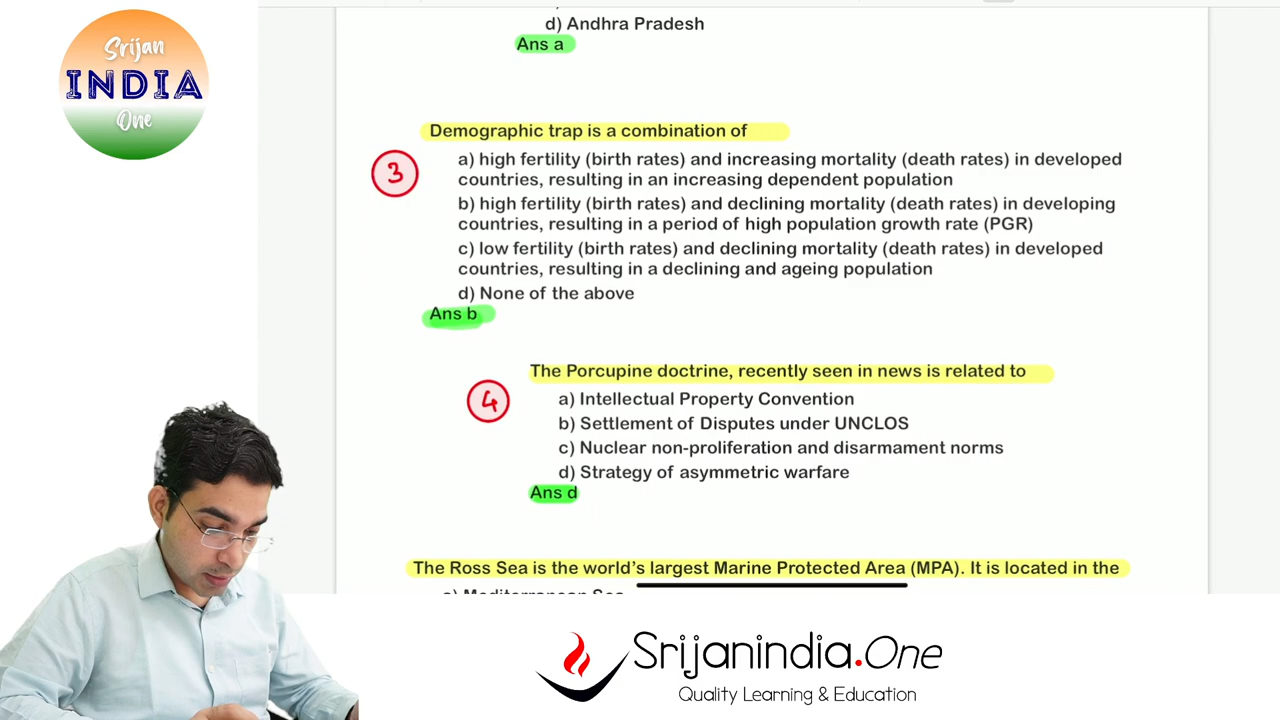 Srijan
INDIA
One
d) Andhra Pradesh
Ans a
Demographic trap is a combination of
3
a) high fertility (birth rates) and increasing mortality (death rates) in developed
countries, resulting in an increasing dependent population
b) high fertility (birth rates) and declining mortality (death rates) in developing
countries, resulting in a period of high population growth rate (PGR)
c) low fertility (birth rates) and declining mortality (death rates) in developed
countries, resulting in a declining and ageing population
d) None of the above
Ans b
The Porcupine doctrine, recently seen in news is related to
4
a) Intellectual Property Convention
b) Settlement of Disputes under UNCLOS
c) Nuclear non-proliferation and disarmament norms
d) Strategy of asymmetric warfare
Ans d
The Ross Sea is the world's largest Marine Protected Area (MPA). It is located in the
a) Mediterranean Sea
Srijanindia.One
Quality Learning & Education